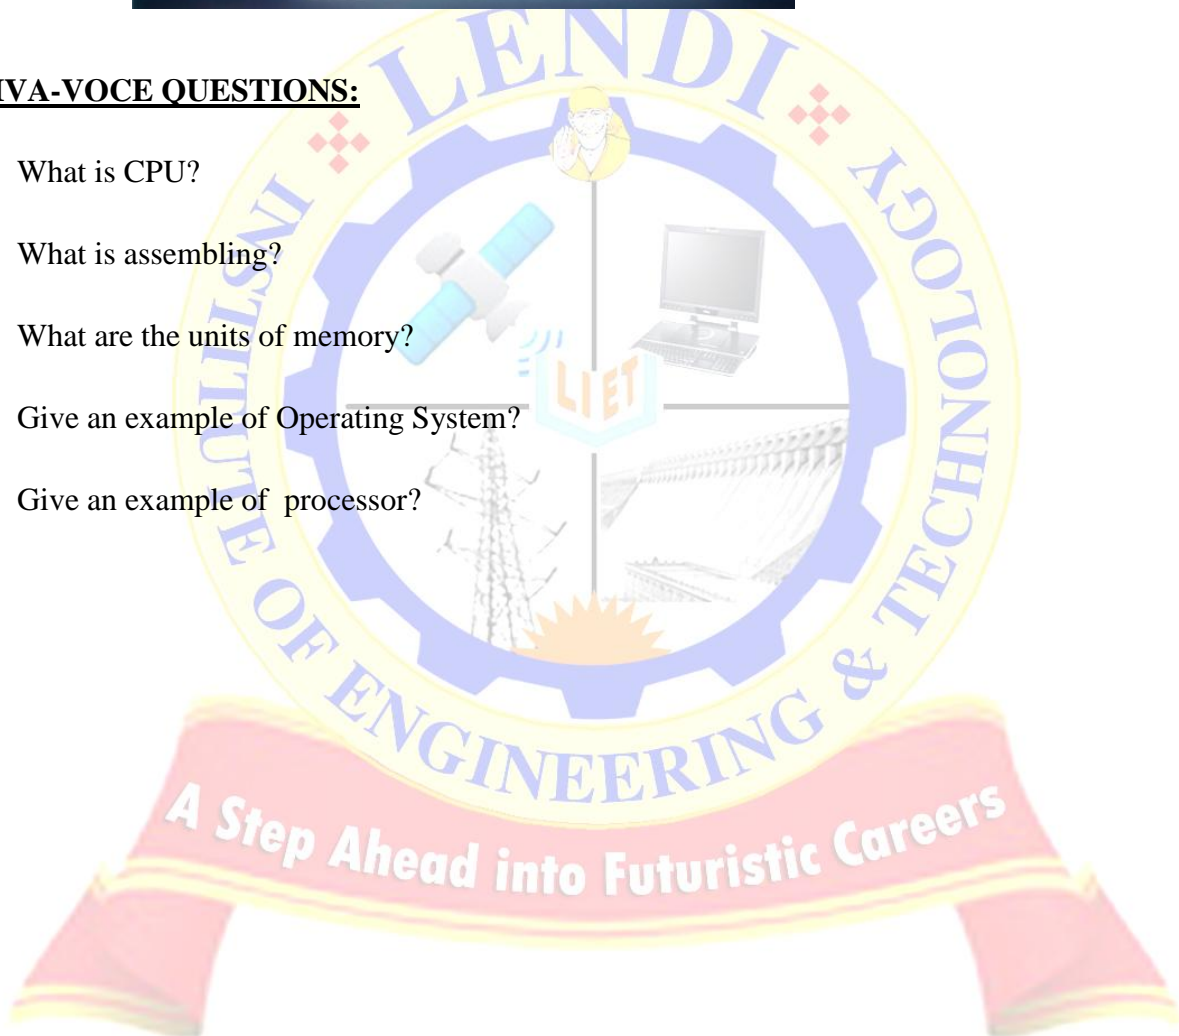 IVA-VOCE QUESTIONS:
What is CPU?
What is assembling?
What are the units of memory?
Give an example of Operating System?
Give an example of processor?
LENDI INSTITUTE OF ENGINEERING & TECHNOLOGY
LIET
A Step Ahead into Futuristic Careers